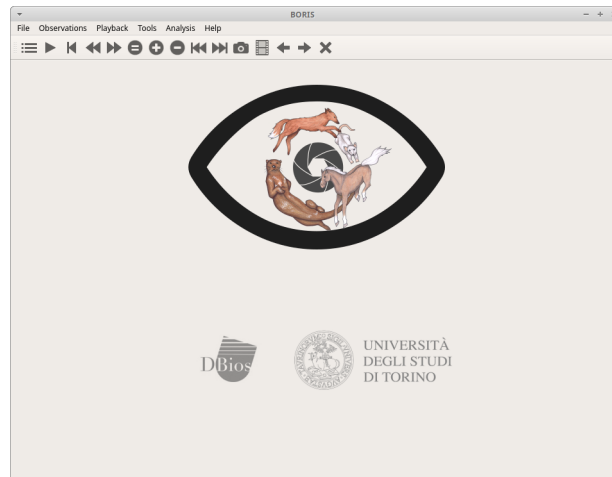 BORIS
File Observations Playback Tools Analysis Help
DBios
UNIVERSITÀ
DEGLI STUDI
DI TORINO